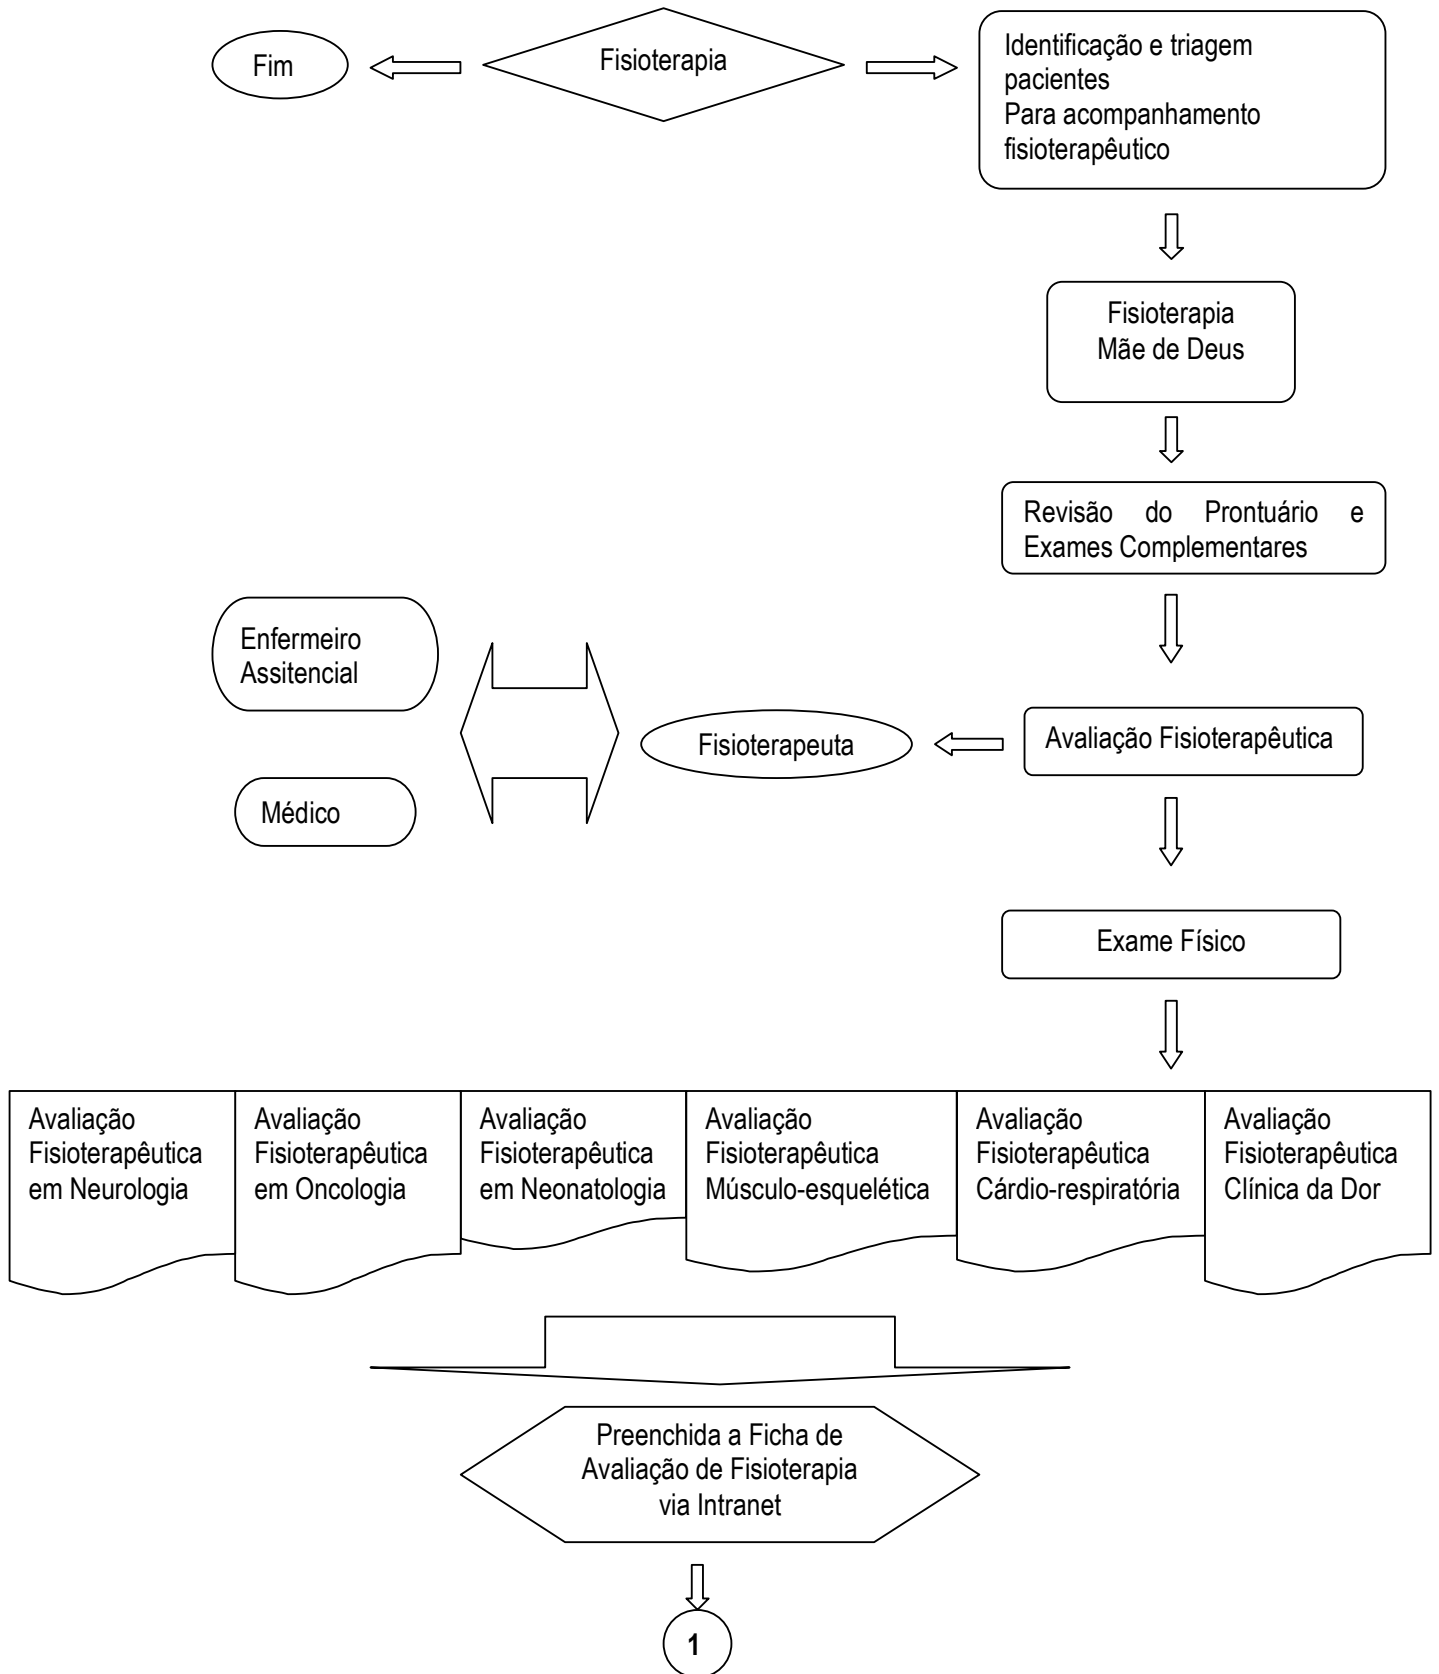 Fim
Fisioterapia
Identificação e triagem
pacientes
Para acompanhamento
fisioterapêutico
Fisioterapia
Mãe de Deus
Revisão do Prontuário e
Exames Complementares
Enfermeiro
Assitencial
Médico
Fisioterapeuta
Avaliação Fisioterapêutica
Exame Físico
Avaliação
Fisioterapêutica
em Neurologia
Avaliação
Fisioterapêutica
em Oncologia
Avaliação
Fisioterapêutica
em Neonatologia
Avaliação
Fisioterapêutica
Músculo-esquelética
Avaliação
Fisioterapêutica
Cárdio-respiratória
Avaliação
Fisioterapêutica
Clínica da Dor
Preenchida a Ficha de
Avaliação de Fisioterapia
via Intranet
1